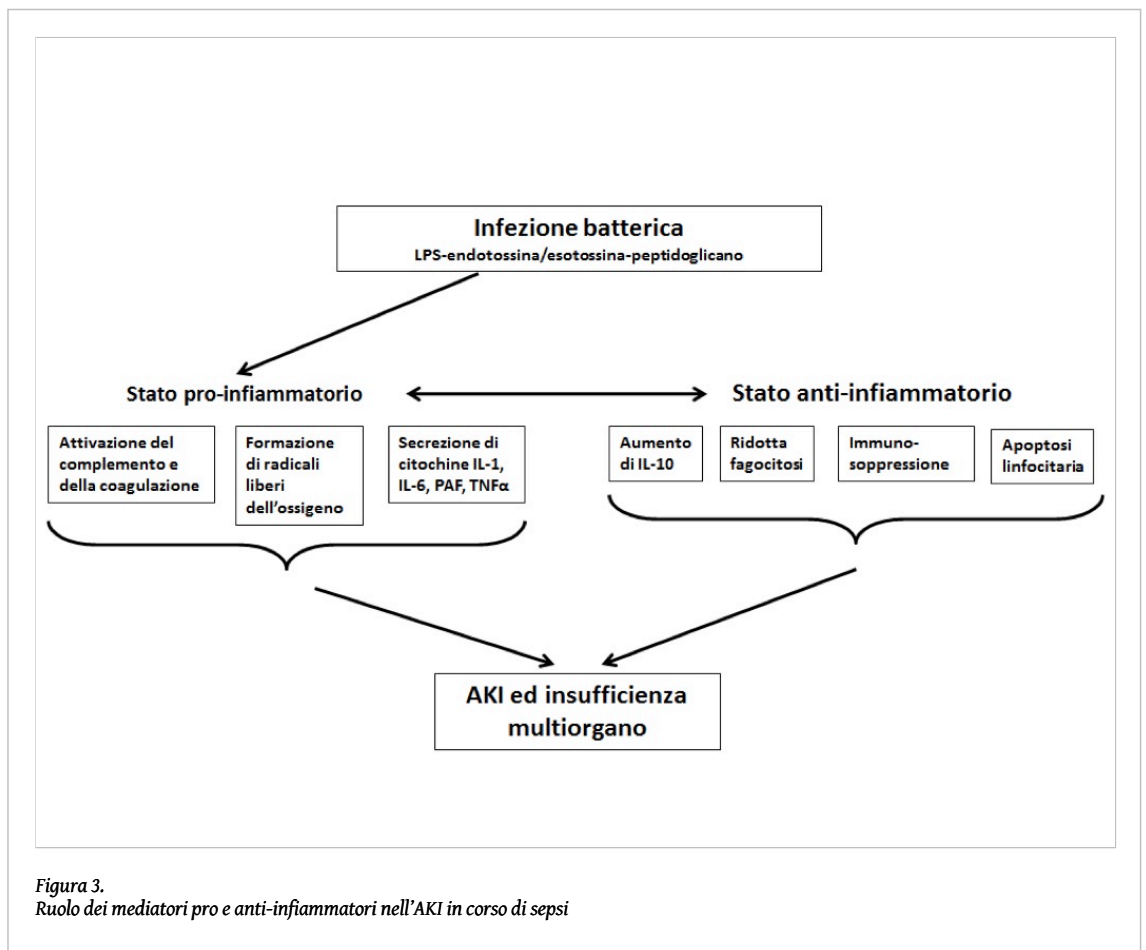 Infezione batterica
LPS-endotossina/esotossina-peptidoglicano
Stato pro-infiammatorio
Stato anti-infiammatorio
Attivazione del
complemento e
della coagulazione
Formazione
di radicali
liberi
dell'ossigeno
Secrezione di
citochine IL-1,
IL-6, PAF, TNFα
Aumento
di IL-10
Ridotta
fagocitosi
Immuno-
soppressione
Apoptosi
linfocitaria
AKI ed insufficienza
multiorgano
Figura 3.
Ruolo dei mediatori pro e anti-infiammatori nell'AKI in corso di sepsi